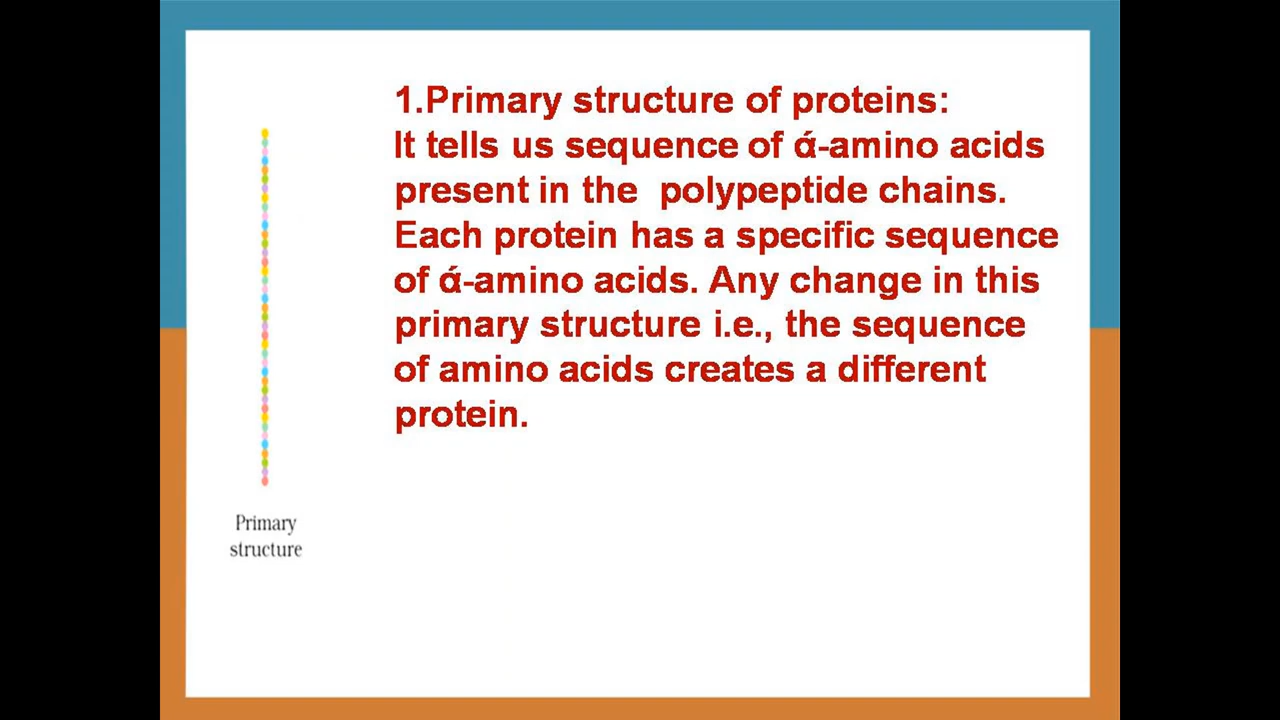 1.Primary structure of proteins:
It tells us sequence of ά-amino acids
present in the  polypeptide chains.
Each protein has a specific sequence
of ά-amino acids. Any change in this
primary structure i.e., the sequence
of amino acids creates a different
protein.
Primary
structure